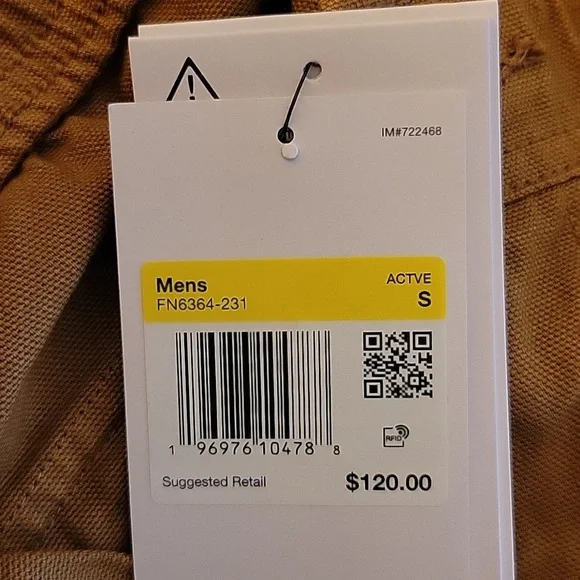 IM#722468
Mens
ACTVE
FN6364-231
S
1 96976 10478 8
RFID
Suggested Retail
$120.00